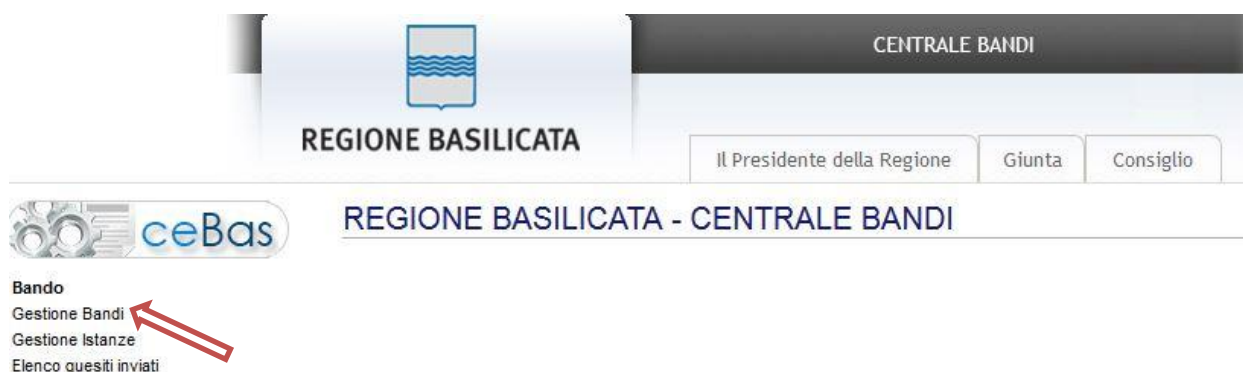 CENTRALE BANDI
REGIONE BASILICATA
Il Presidente della Regione Giunta Consiglio
ceBas
REGIONE BASILICATA - CENTRALE BANDI
Bando
Gestione Bandi
Gestione Istanze
Elenco quesiti inviati